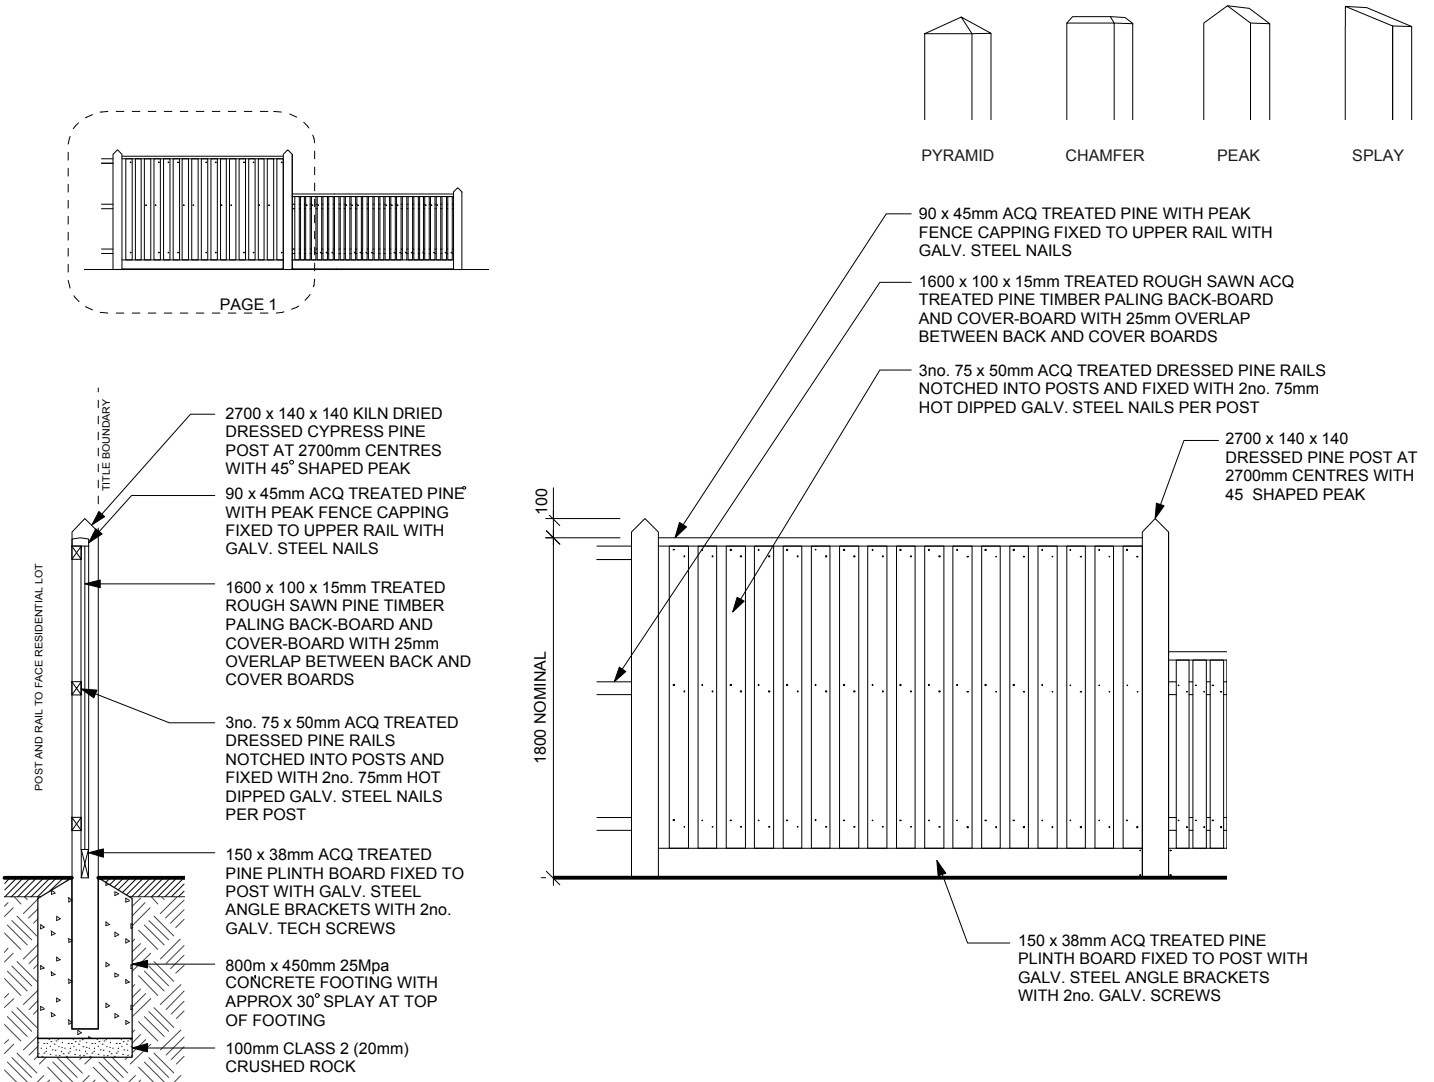 PYRAMID
CHAMFER
PEAK
SPLAY
PAGE 1
90 x 45mm ACQ TREATED PINE WITH PEAK
FENCE CAPPING FIXED TO UPPER RAIL WITH
GALV. STEEL NAILS
1600 x 100 x 15mm TREATED ROUGH SAWN ACQ
TREATED PINE TIMBER PALING BACK-BOARD
AND COVER-BOARD WITH 25mm OVERLAP
BETWEEN BACK AND COVER BOARDS
3no. 75 x 50mm ACQ TREATED DRESSED PINE RAILS
NOTCHED INTO POSTS AND FIXED WITH 2no. 75mm
HOT DIPPED GALV. STEEL NAILS PER POST
2700 x 140 x 140
DRESSED PINE POST AT
2700mm CENTRES WITH
45 SHAPED PEAK
TITLE BOUNDARY
2700 x 140 x 140 KILN DRIED
DRESSED CYPRESS PINE
POST AT 2700mm CENTRES
WITH 45° SHAPED PEAK
90 x 45mm ACQ TREATED PINE°
WITH PEAK FENCE CAPPING
FIXED TO UPPER RAIL WITH
GALV. STEEL NAILS
POST AND RAIL TO FACE RESIDENTIAL LOT
1600 x 100 x 15mm TREATED
ROUGH SAWN PINE TIMBER
PALING BACK-BOARD AND
COVER-BOARD WITH 25mm
OVERLAP BETWEEN BACK AND
COVER BOARDS
3no. 75 x 50mm ACQ TREATED
DRESSED PINE RAILS
NOTCHED INTO POSTS AND
FIXED WITH 2no. 75mm HOT
DIPPED GALV. STEEL NAILS
PER POST
150 x 38mm ACQ TREATED
PINE PLINTH BOARD FIXED TO
POST WITH GALV. STEEL
ANGLE BRACKETS WITH 2no.
GALV. TECH SCREWS
800m x 450mm 25Mpa
CONCRETE FOOTING WITH
APPROX 30° SPLAY AT TOP
OF FOOTING
100mm CLASS 2 (20mm)
CRUSHED ROCK
100
1800 NOMINAL
150 x 38mm ACQ TREATED PINE
PLINTH BOARD FIXED TO POST WITH
GALV. STEEL ANGLE BRACKETS
WITH 2no. GALV. SCREWS